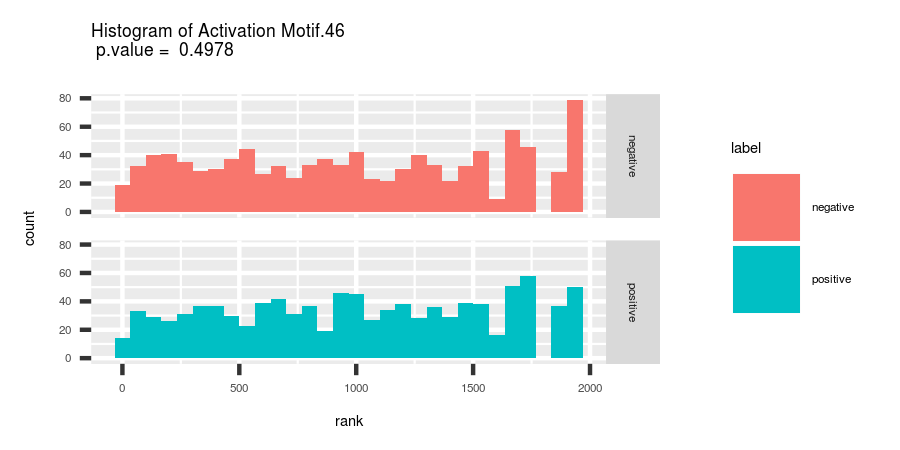 Histogram of Activation Motif.46
p.value = 0.4978
count
80
60
40
20
0
negative
80
60
40
20
0
positive
0 500 1000 1500 2000
rank
label
negative
positive